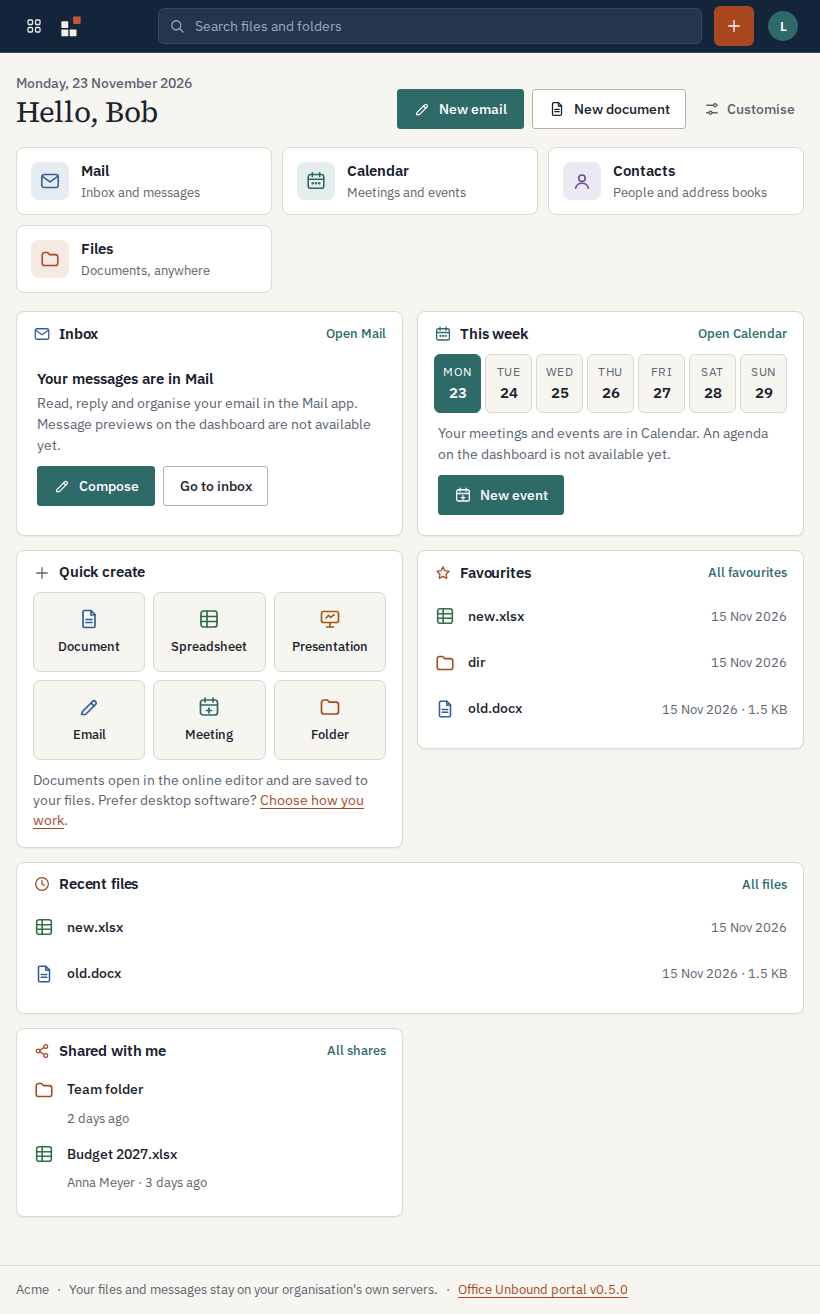 Search files and folders
L
Monday, 23 November 2026
Hello, Bob
New email
New document
Customise
Mail
Inbox and messages
Calendar
Meetings and events
Contacts
People and address books
Files
Documents, anywhere
Inbox
Open Mail
Your messages are in Mail
Read, reply and organise your email in the Mail app.
Message previews on the dashboard are not available
yet.
Compose
Go to inbox
This week
Open Calendar
MON TUE WED THU FRI SAT SUN
23 24 25 26 27 28 29
Your meetings and events are in Calendar. An agenda
on the dashboard is not available yet.
New event
Quick create
Document
Spreadsheet
Presentation
Email
Meeting
Folder
Documents open in the online editor and are saved to
your files. Prefer desktop software? Choose how you
work.
Favourites
All favourites
new.xlsx 15 Nov 2026
dir 15 Nov 2026
old.docx 15 Nov 2026 · 1.5 KB
Recent files
All files
new.xlsx 15 Nov 2026
old.docx 15 Nov 2026 · 1.5 KB
Shared with me
All shares
Team folder
2 days ago
Budget 2027.xlsx
Anna Meyer · 3 days ago
Acme · Your files and messages stay on your organisation's own servers. · Office Unbound portal v0.5.0